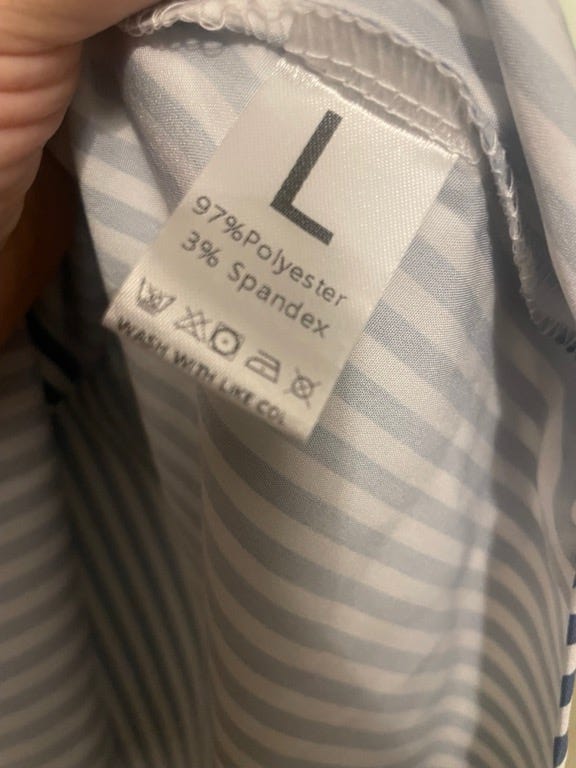 L
97%Polyester
3% Spandex
WASH WITH LIKE COL